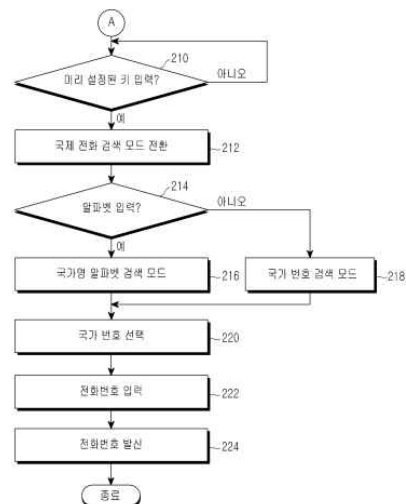 A
210
미리 설정된 키 입력?
아니오
예
국제 전화 검색 모드 전환
212
214
알파벳 입력?
아니오
예
국가명 알파벳 검색 모드
216
국가 번호 검색 모드
218
국가 번호 선택
220
전화번호 입력
222
전화번호 발신
224
종료